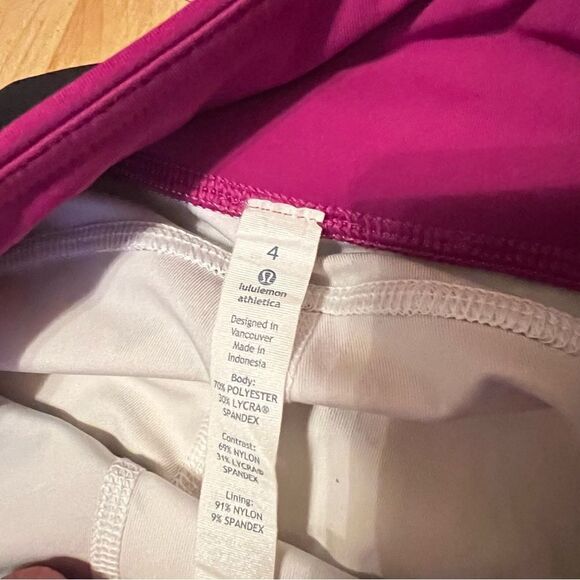 4
lululemon
athletica
Designed in
Vancouver
Made in
Indonesia
Body:
70% POLYESTER
30% LYCRA®
SPANDEX
Contrast:
69% NYLON
31% LYCRA®
SPANDEX
Lining:
91% NYLON
9% SPANDEX